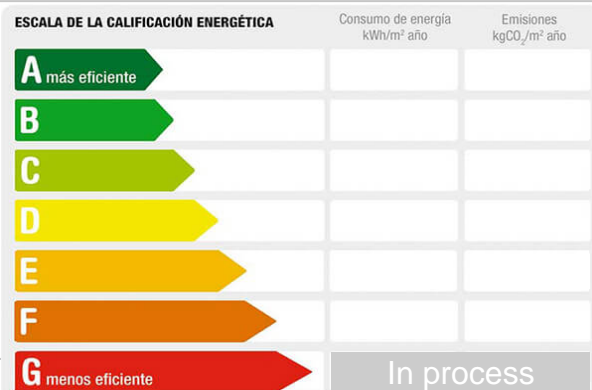 ESCALA DE LA CALIFICACIÓN ENERGÉTICA
Consumo de energía
kWh/m² año
Emisiones
kgCO₂/m² año
A más eficiente
B
C
D
E
F
G menos eficiente
In process